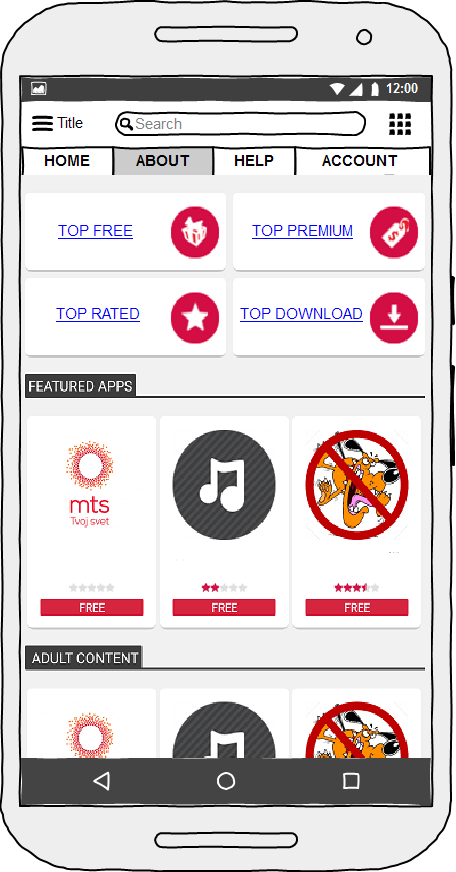 12:00
Title
Search
HOME ABOUT HELP ACCOUNT
TOP FREE TOP PREMIUM
TOP RATED TOP DOWNLOAD
FEATURED APPS
mts
Tvoj svet
FREE FREE FREE
ADULT CONTENT